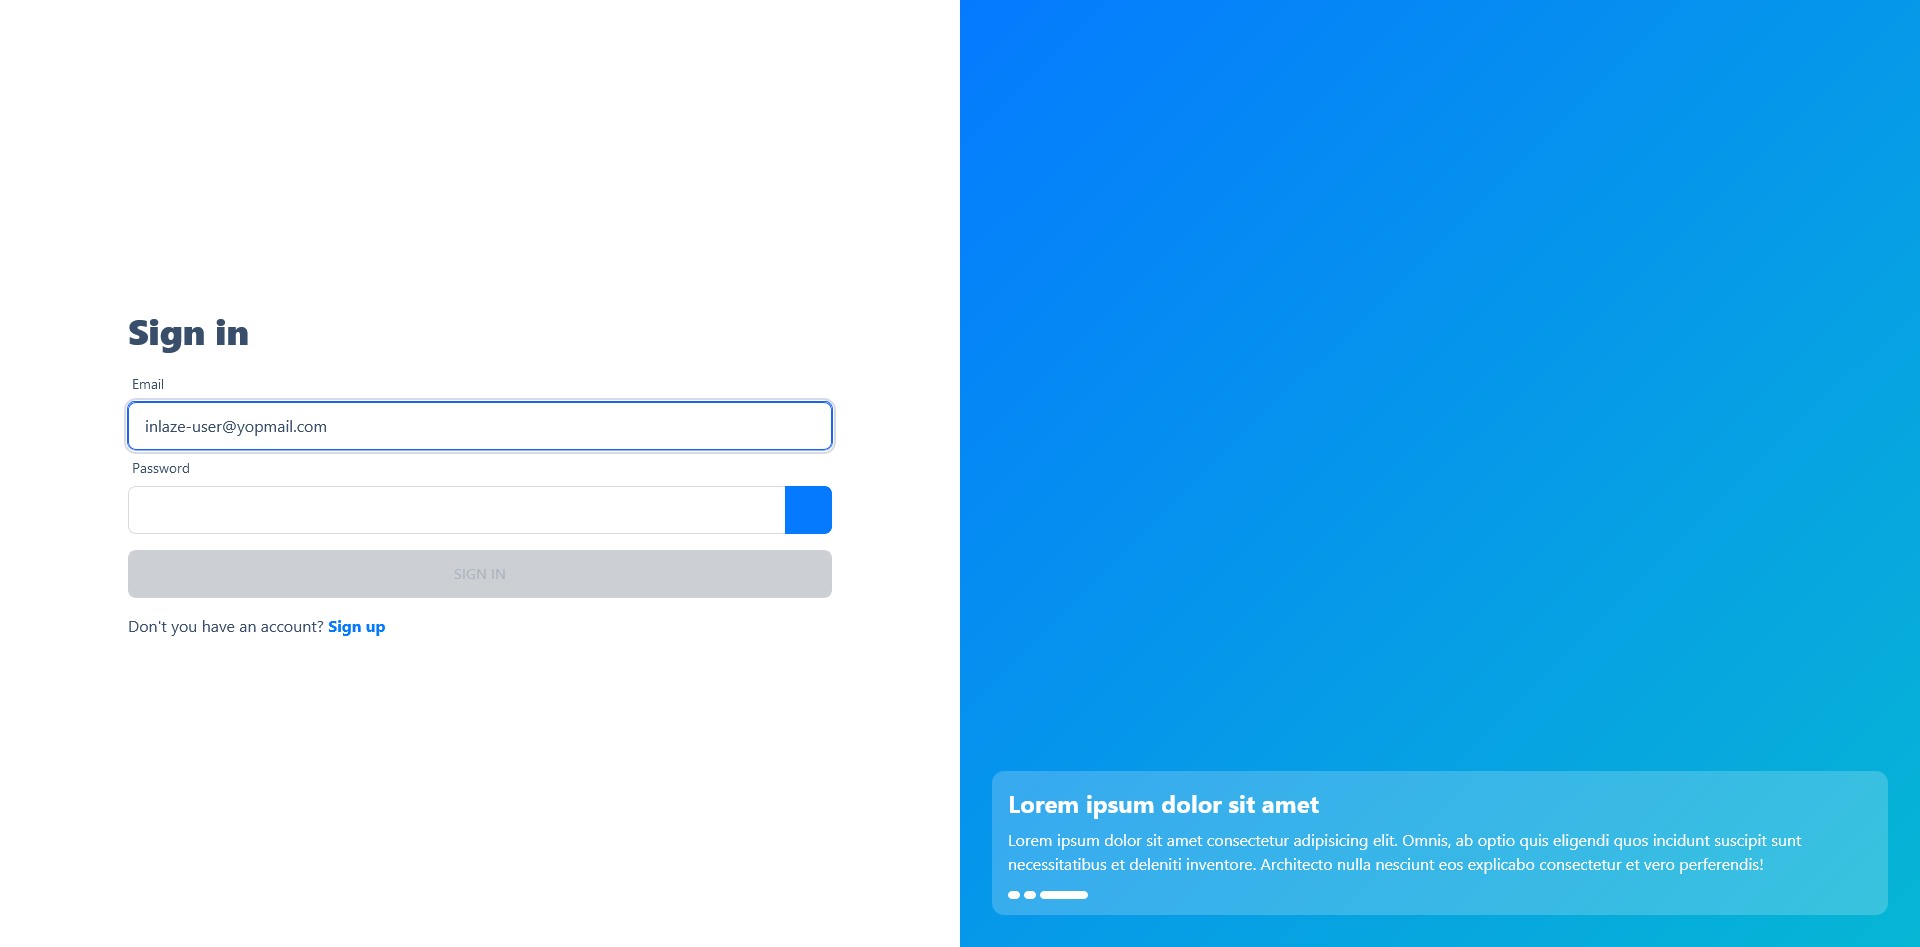 Sign in
Email
inlaze-user@yopmail.com
Password
SIGN IN
Don't you have an account? Sign up
Lorem ipsum dolor sit amet
Lorem ipsum dolor sit amet consectetur adipisicing elit. Omnis, ab optio quis eligendi quos incidunt suscipit sunt
necessitatibus et deleniti inventore. Architecto nulla nesciunt eos explicabo consectetur et vero perferendis!